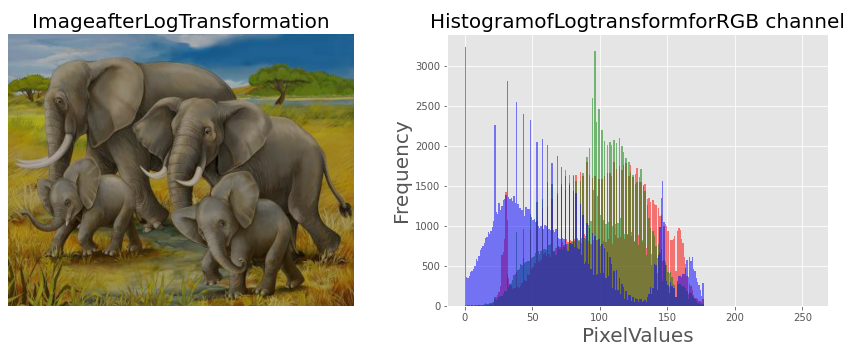 ImageafterLogTransformation
HistogramofLogtransformforRGB channel
Frequency
3000
2500
2000
1500
1000
500
0
0 50 100 150 200 250
PixelValues